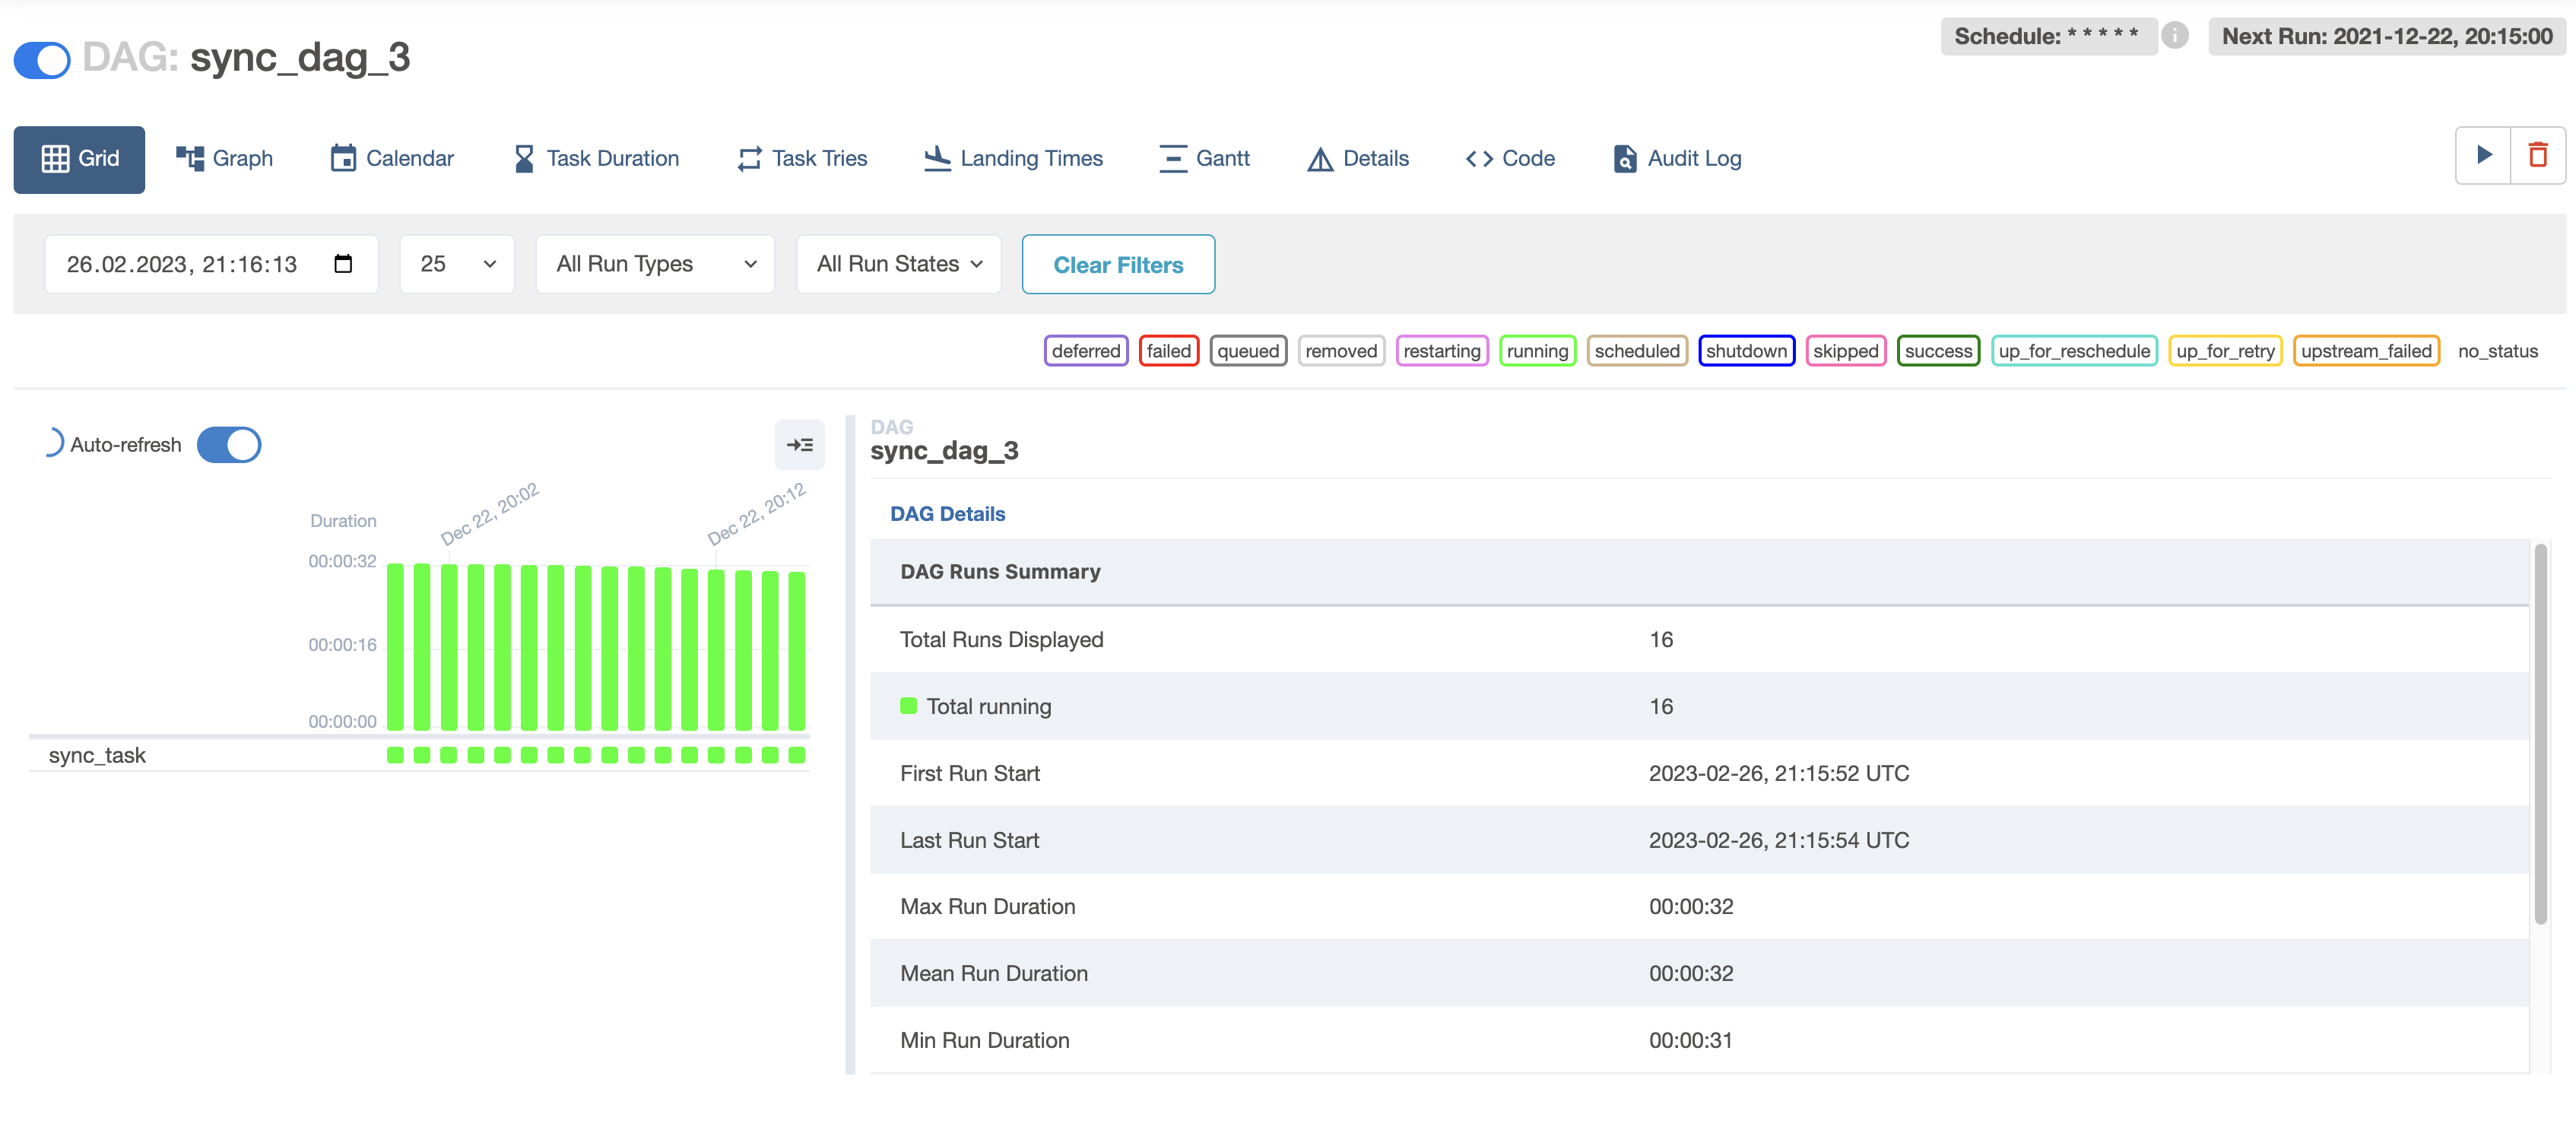 DAG: sync_dag_3
Schedule: * * * * *
Next Run: 2021-12-22, 20:15:00
Grid
Graph
Calendar
Task Duration
Task Tries
Landing Times
Gantt
Details
Code
Audit Log
26.02.2023, 21:16:13
25
All Run Types
All Run States
Clear Filters
deferred
failed
queued
removed
restarting
running
scheduled
shutdown
skipped
success
up_for_reschedule
up_for_retry
upstream_failed
no_status
Auto-refresh
Duration
Dec 22, 20:02
Dec 22, 20:12
00:00:32
00:00:16
00:00:00
sync_task
DAG
sync_dag_3
DAG Details
DAG Runs Summary
Total Runs Displayed 16
Total running 16
First Run Start 2023-02-26, 21:15:52 UTC
Last Run Start 2023-02-26, 21:15:54 UTC
Max Run Duration 00:00:32
Mean Run Duration 00:00:32
Min Run Duration 00:00:31